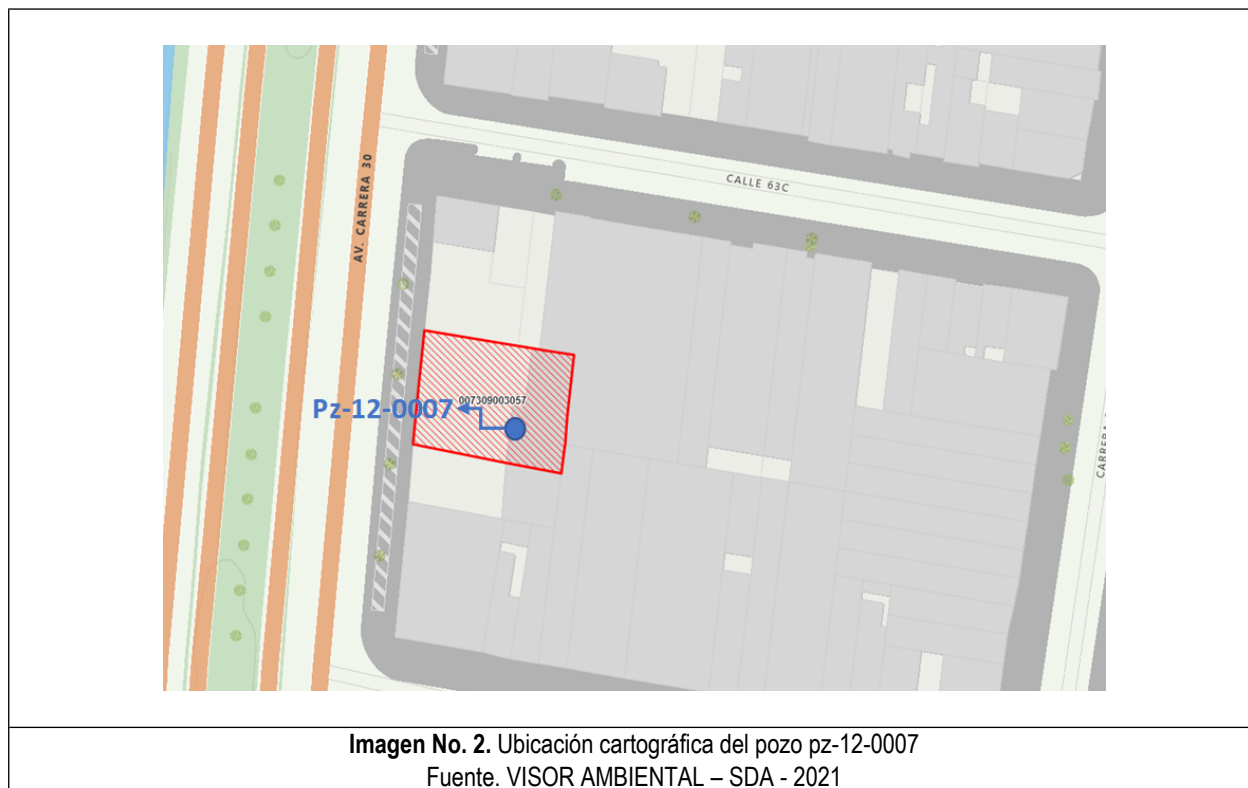 CALLE 63C
AV. CARRERA 30
007309003057
Pz-12-0007
CARRERA
Imagen No. 2. Ubicación cartográfica del pozo pz-12-0007
Fuente. VISOR AMBIENTAL – SDA - 2021